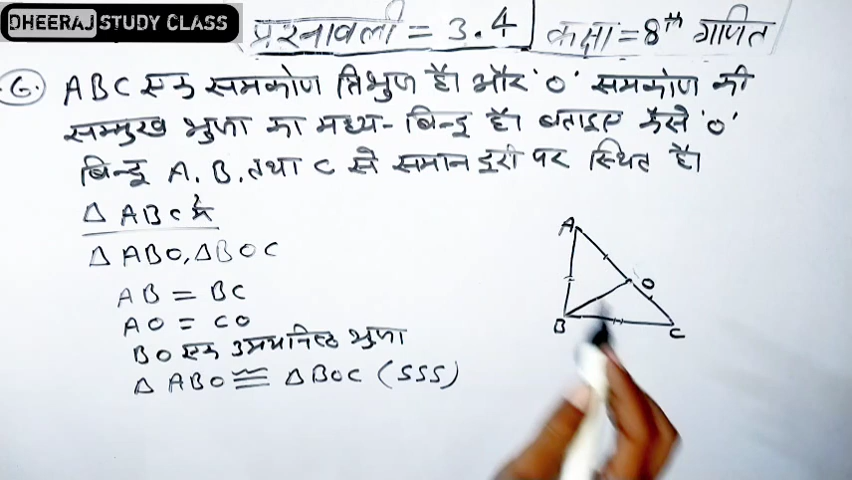 DHEERAJ STUDY CLASS
प्रश्नावली = 3.4 कक्षा = 8th गणित
6. ABC एक समकोण त्रिभुज है। और 'O' समकोण की
सम्मुख भुजा का मध्य-बिन्दु है। बताइए कैसे 'O'
बिन्दू A, B, तथा C से समान दूरी पर स्थित है।
Δ ABC में
Δ ABO, Δ BOC
AB = BC
AO = CO
BO एक उभयनिष्ठ भुजा
Δ ABO ≅ Δ BOC (SSS)
A
O
B
C